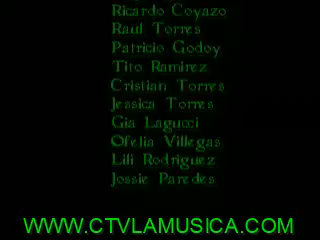 Ricardo Coyazo
Raul Torres
Patricio Godoy
Tito Ramirez
Cristian Torres
Jessica Torres
Gia Lagucci
Ofelia Villegas
Lili Rodriguez
Jossie Paredes
WWW.CTVLAMUSICA.COM